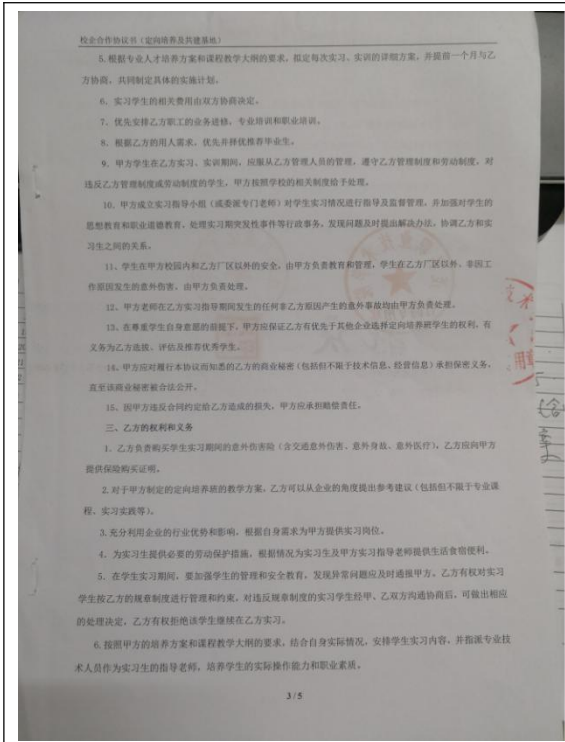 校企合作协议书(定向培养及共建基地)
5.根据专业人才培养方案和课程教学大纲的要求,拟定每次实习、实训的详细方案,并提前一个月与乙
方协商,共同制定具体的实施计划。
6、实习学生的相关费用由双方协商决定。
7、优先安排乙方职工的业务进修、专业培训和职业培训。
8、根据乙方的用人需求,优先并择优推荐毕业生。
9、甲方学生在乙方实习、实训期间,应服从乙方管理人员的管理,遵守乙方管理制度和劳动制度,对
违反乙方管理制度或劳动制度的学生,甲方按照学校的相关制度给予处理。
10、甲方成立实习指导小组(或委派专门老师)对学生实习情况进行指导及监督管理,并加强对学生的
思想教育和职业道德教育,处理实习期突发性事件等行政事务,发现问题及时提出解决办法,协调乙方和实
习生之间的关系。
11、学生在甲方校园内和乙方厂区以外的安全,由甲方负责教育和管理,学生在乙方厂区以外、非因工
作原因发生的意外伤害,由甲方负责处理。
12、甲方老师在乙方实习指导期间发生的任何非乙方原因产生的意外事故均由甲方负责处理。
13、在尊重学生自身意愿的前提下,甲方应保证乙方有优先于其他企业选择定向培养班学生的权利,有
义务为乙方选拔、评估及推荐优秀学生。
14、甲方应对履行本协议而知悉的乙方的商业秘密(包括但不限于技术信息、经营信息)承担保密义务,
直至该商业秘密被合法公开。
15、因甲方违反合同约定给乙方造成的损失,甲方应承担赔偿责任。
三、乙方的权利和义务
1、乙方负责购买学生实习期间的意外伤害险(含交通意外伤害、意外身故、意外医疗)。乙方应向甲方
提供保险购买证明。
2、对于甲方制定的定向培养班的教学方案,乙方可以从企业的角度提出参考建议(包括但不限于专业课
程、实习实践等)。
3、充分利用企业的行业优势和影响,根据自身需求为甲方提供实习岗位。
4、为实习生提供必要的劳动保护措施,根据情况为实习生及甲方实习指导老师提供生活食宿便利。
5、在学生实习期间,要加强学生的管理和安全教育,发现异常问题应及时通报甲方。乙方有权对实习
学生按乙方的规章制度进行管理和约束,对违反规章制度的实习学生经甲、乙双方沟通协商后,可做出相应
的处理决定,乙方有权拒绝该学生继续在乙方实习。
6、按照甲方的培养方案和课程教学大纲的要求,结合自身实际情况,安排学生实习内容,并指派专业技
术人员作为实习生的指导老师,培养学生的实际操作能力和职业素质。
3/5